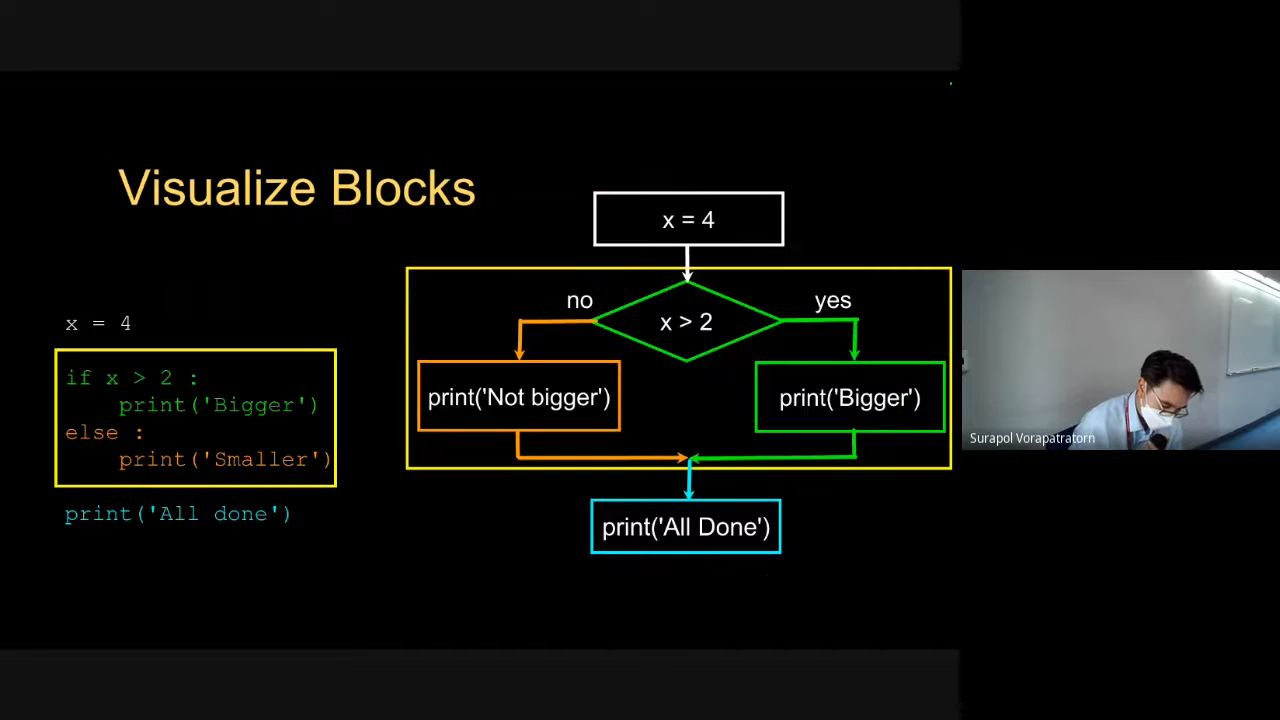 Visualize Blocks
x = 4
if x > 2 :
    print('Bigger')
else :
    print('Smaller')
print('All done')
x = 4
no
x > 2
yes
print('Not bigger')
print('Bigger')
print('All Done')
Surapol Vorapatratorn